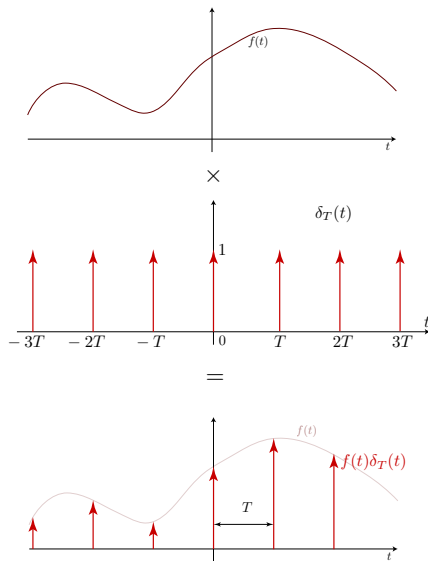 f(t)
t
×
δ_T(t)
1
t
− 3T − 2T − T 0 T 2T 3T
=
f(t)
f(t)δ_T(t)
T
t